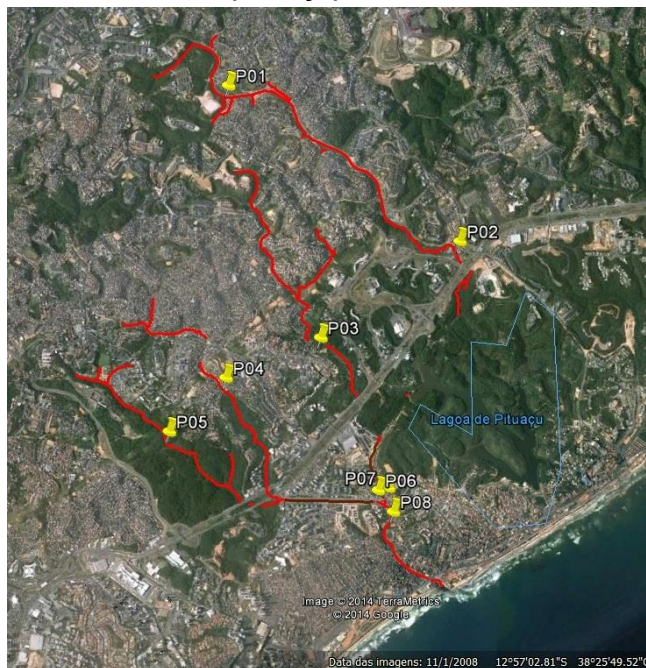 P01
P02
P03
P04
P05
Lagoa de Pituaçu
P07
P06
P08
Image © 2014 TerraMetrics
© 2014 Google
Data das imagens: 11/1/2008 12°57'02.81"S 38°25'49.52"